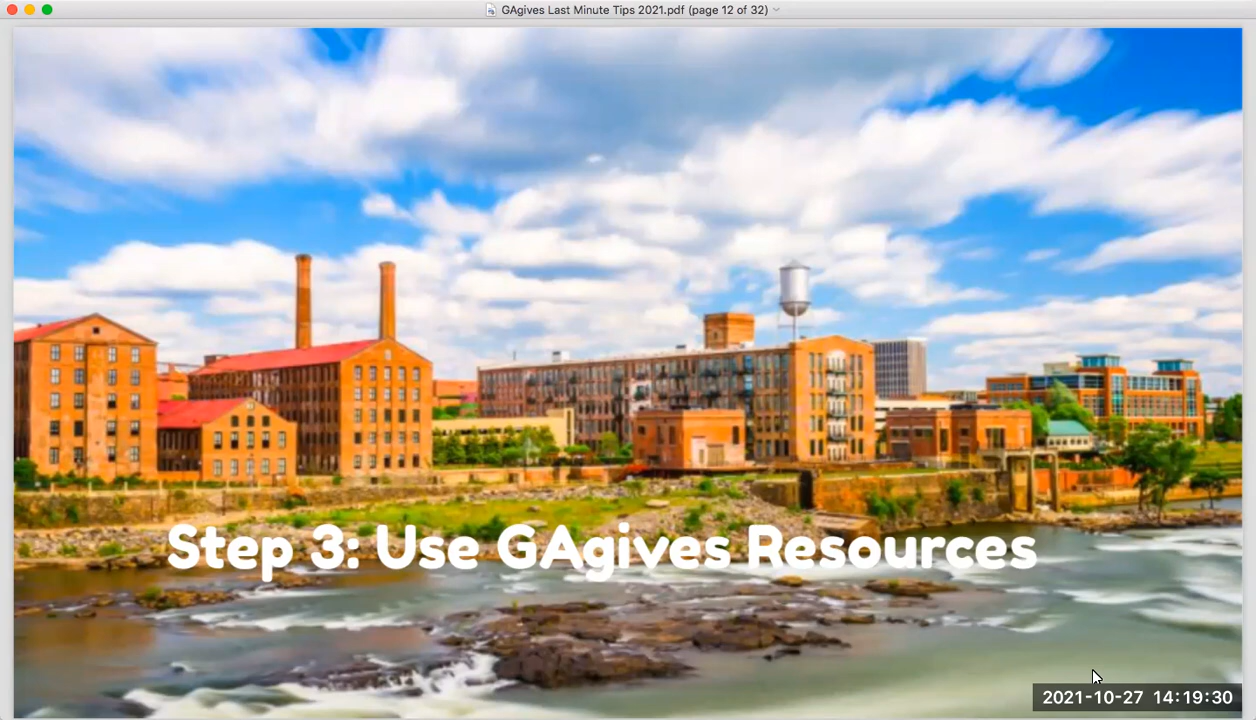 GAgives Last Minute Tips 2021.pdf (page 12 of 32)
Step 3: Use GAgives Resources
2021-10-27 14:19:30